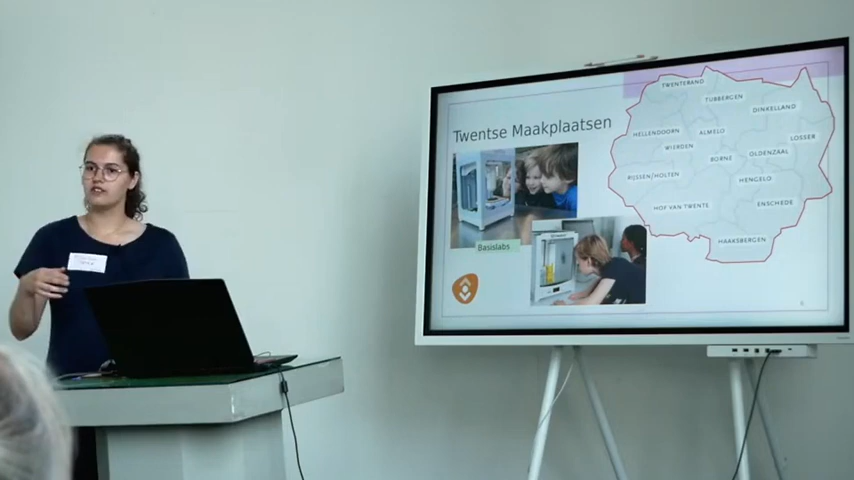 Twentse Maakplaatsen
Basislabs
TWENTERAND
TUBBERGEN
DINKELLAND
HELLENDOORN
ALMELO
LOSSER
WIERDEN
OLDENZAAL
BORNE
RIJSSEN/HOLTEN
HENGELO
HOF VAN TWENTE
ENSCHEDE
HAAKSBERGEN